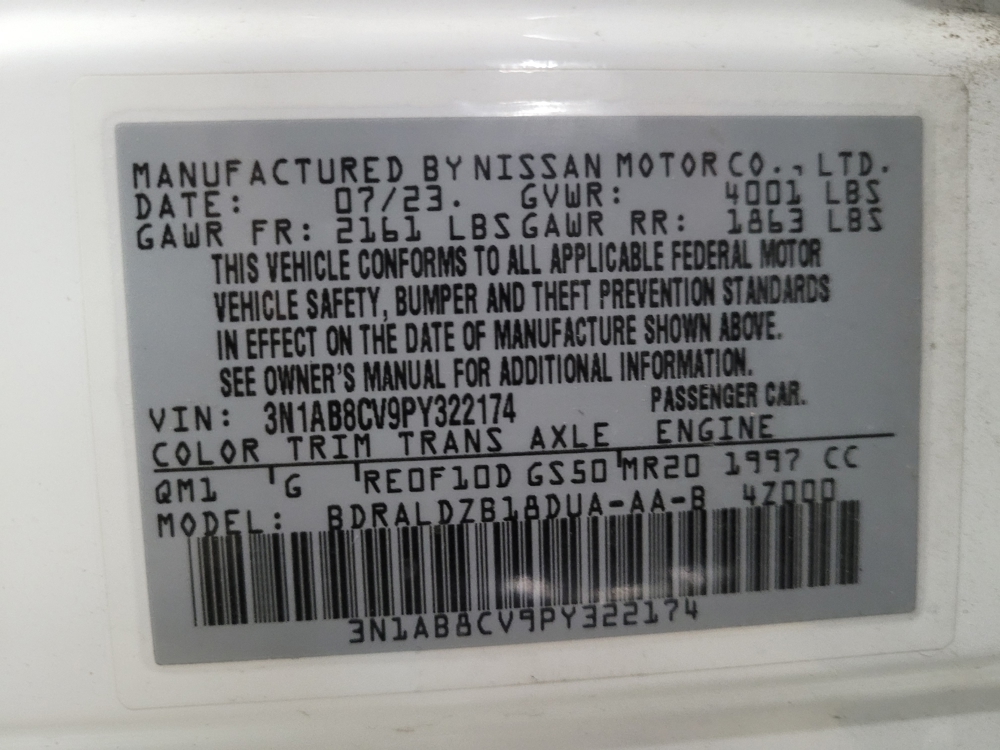 MANUFACTURED BY NISSAN MOTOR CO., LTD.
DATE: 07/23. GVWR: 4001 LBS
GAWR FR: 2161 LBS GAWR RR: 1863 LBS
THIS VEHICLE CONFORMS TO ALL APPLICABLE FEDERAL MOTOR
VEHICLE SAFETY, BUMPER AND THEFT PREVENTION STANDARDS
IN EFFECT ON THE DATE OF MANUFACTURE SHOWN ABOVE.
SEE OWNER'S MANUAL FOR ADDITIONAL INFORMATION.
VIN: 3N1AB8CV9PY322174 PASSENGER CAR.
COLOR TRIM TRANS AXLE ENGINE
QM1 G RE0F10D GS50 MR20 1997 CC
MODEL: BDRALDZB18DUA-AA-B 4Z000
3N1AB8CV9PY322174